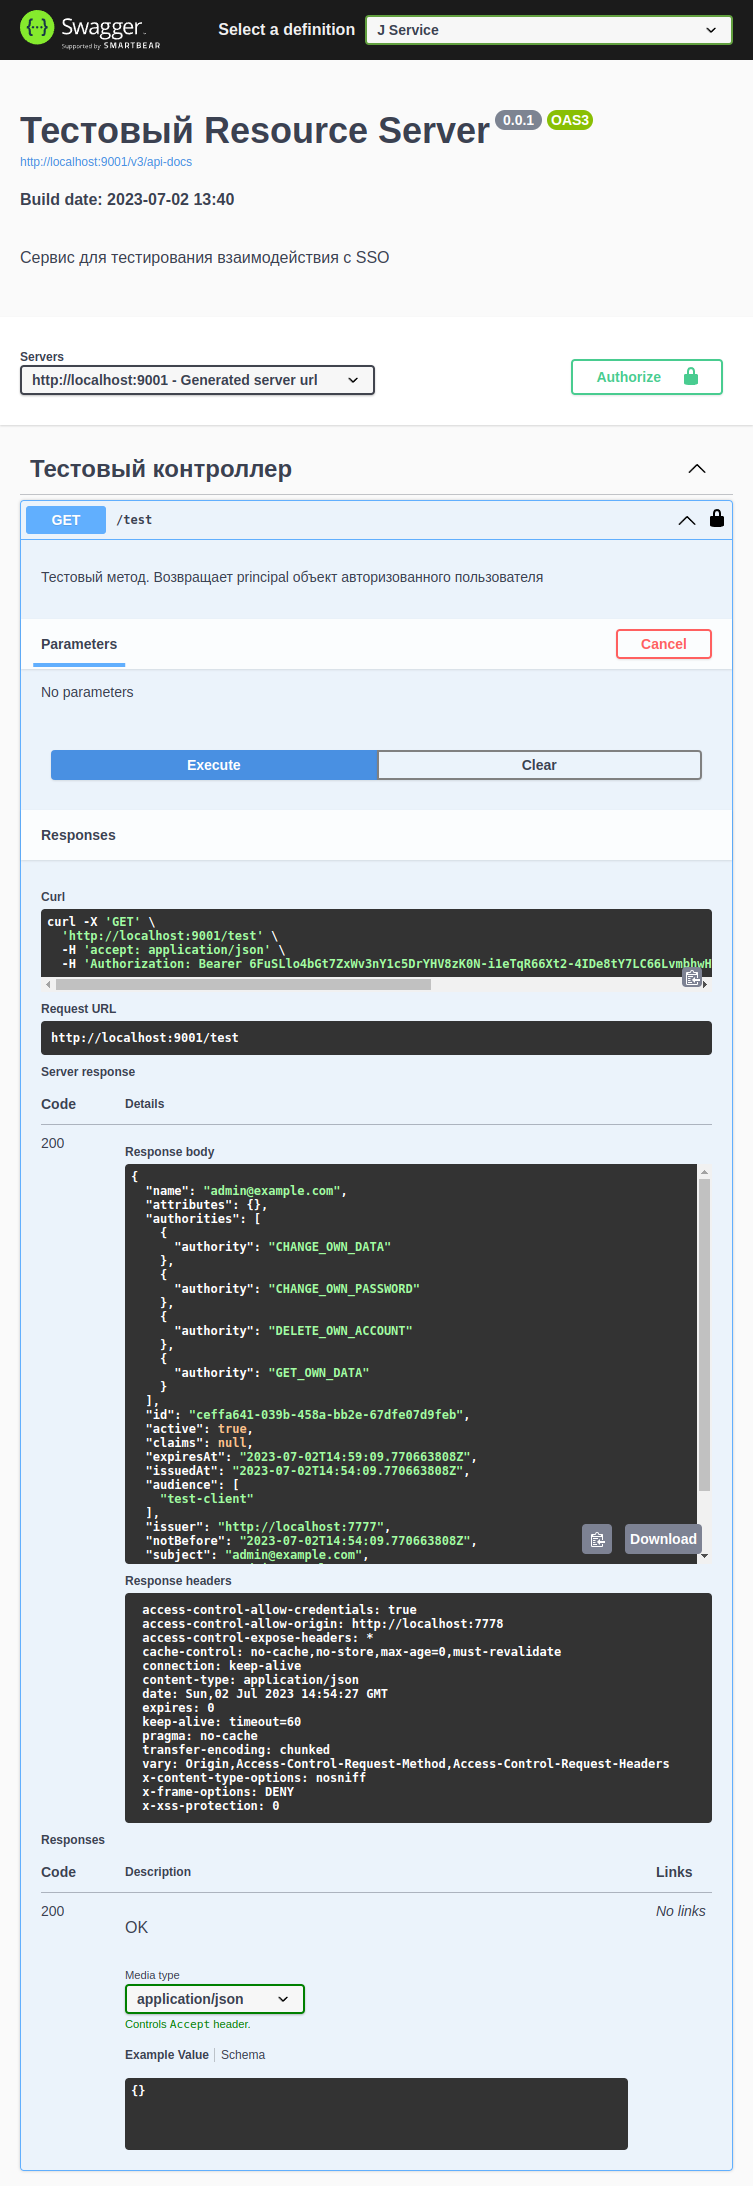 Swagger
Supported by SMARTBEAR
Select a definition
J Service
Тестовый Resource Server 0.0.1 OAS3
http://localhost:9001/v3/api-docs
Build date: 2023-07-02 13:40
Сервис для тестирования взаимодействия с SSO
Servers
http://localhost:9001 - Generated server url
Authorize
Тестовый контроллер
GET /test
Тестовый метод. Возвращает principal объект авторизованного пользователя
Parameters
Cancel
No parameters
Execute
Clear
Responses
Curl
curl -X 'GET' \
'http://localhost:9001/test' \
-H 'accept: application/json' \
-H 'Authorization: Bearer 6FuSLlo4bGt7ZxWv3nY1c5DrYHV8zK0N-i1eTqR66Xt2-4IDe8tY7LC66LvmbhwH
Request URL
http://localhost:9001/test
Server response
Code Details
200
Response body
{
"name": "admin@example.com",
"attributes": {},
"authorities": [
{
"authority": "CHANGE_OWN_DATA"
},
{
"authority": "CHANGE_OWN_PASSWORD"
},
{
"authority": "DELETE_OWN_ACCOUNT"
},
{
"authority": "GET_OWN_DATA"
}
],
"id": "ceffa641-039b-458a-bb2e-67dfe07d9feb",
"active": true,
"claims": null,
"expiresAt": "2023-07-02T14:59:09.770663808Z",
"issuedAt": "2023-07-02T14:54:09.770663808Z",
"audience": [
"test-client"
],
"issuer": "http://localhost:7777",
"notBefore": "2023-07-02T14:54:09.770663808Z",
"subject": "admin@example.com",
Download
Response headers
access-control-allow-credentials: true
access-control-allow-origin: http://localhost:7778
access-control-expose-headers: *
cache-control: no-cache,no-store,max-age=0,must-revalidate
connection: keep-alive
content-type: application/json
date: Sun,02 Jul 2023 14:54:27 GMT
expires: 0
keep-alive: timeout=60
pragma: no-cache
transfer-encoding: chunked
vary: Origin,Access-Control-Request-Method,Access-Control-Request-Headers
x-content-type-options: nosniff
x-frame-options: DENY
x-xss-protection: 0
Responses
Code Description Links
200
OK
No links
Media type
application/json
Controls Accept header.
Example Value Schema
{}